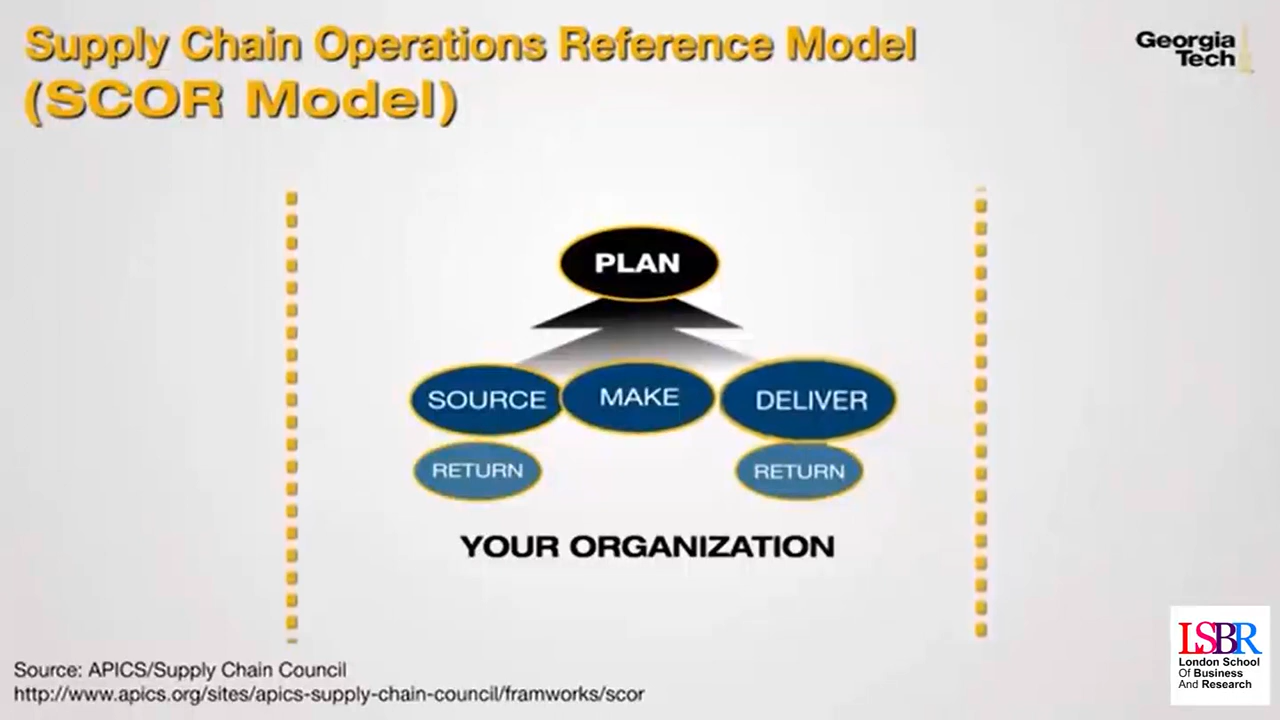 Supply Chain Operations Reference Model
(SCOR Model)
Georgia
Tech
PLAN
SOURCE
MAKE
DELIVER
RETURN
RETURN
YOUR ORGANIZATION
Source: APICS/Supply Chain Council
http://www.apics.org/sites/apics-supply-chain-council/framworks/scor
LSBR
London School
Of Business
And Research